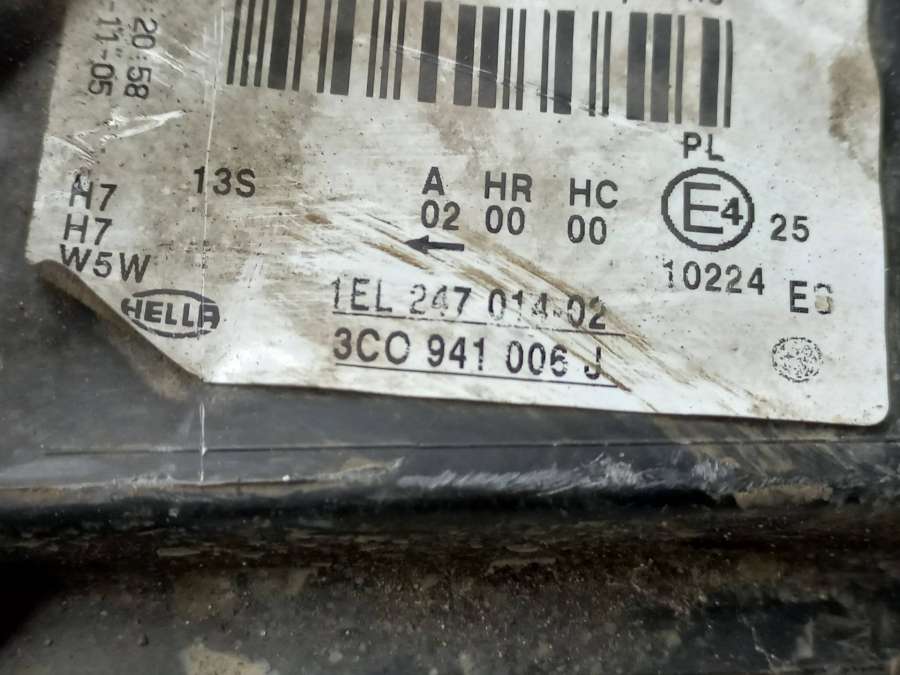 20:58
-11-05
PL
H7 13S A HR HC E4 25
H7 02 00 00
W5W 10224
HELLA
1EL 247 014-02
3C0 941 006 J